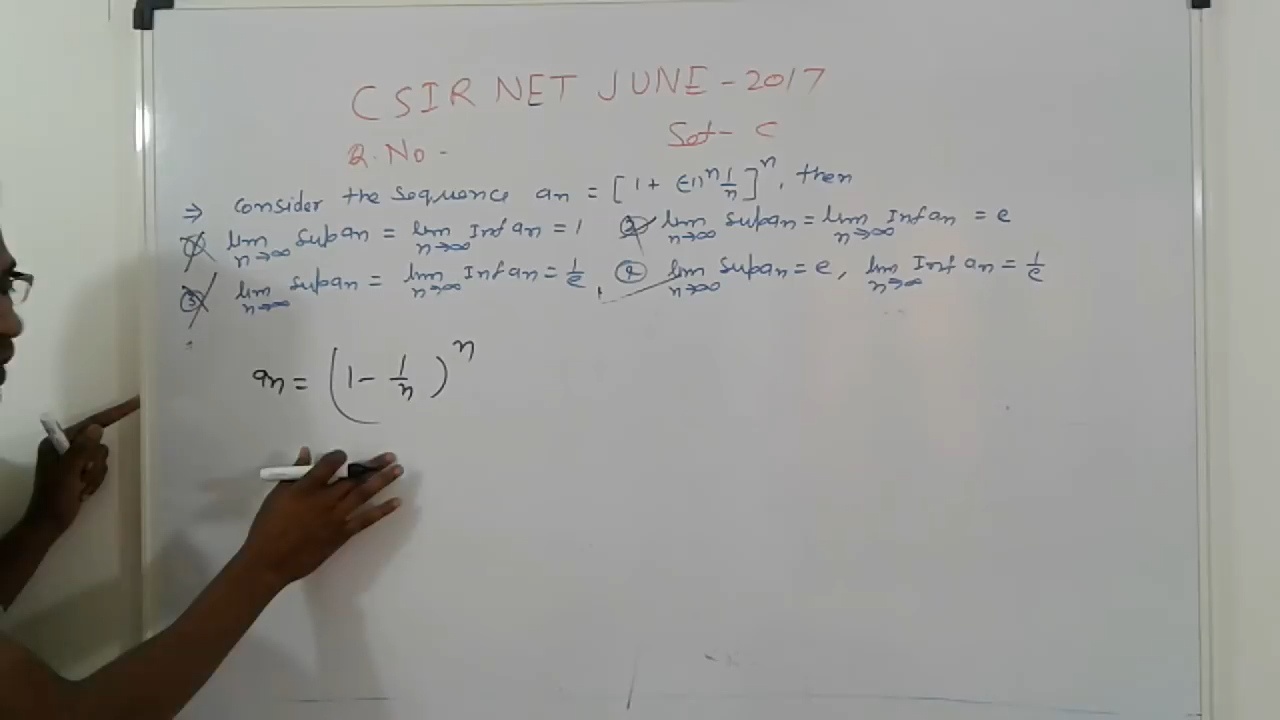 CSIR NET JUNE - 2017
Q. No - Set - C
⇒ Consider the sequence an = [1 + (-1)^n 1/n]^n, then
① lim n→∞ Sup an = lim n→∞ Inf an = 1 ② lim n→∞ Sup an = lim n→∞ Inf an = e
③ lim n→∞ Sup an = lim n→∞ Inf an = 1/e, ④ lim n→∞ Sup an = e, lim n→∞ Inf an = 1/e
an = (1 - 1/n)^n